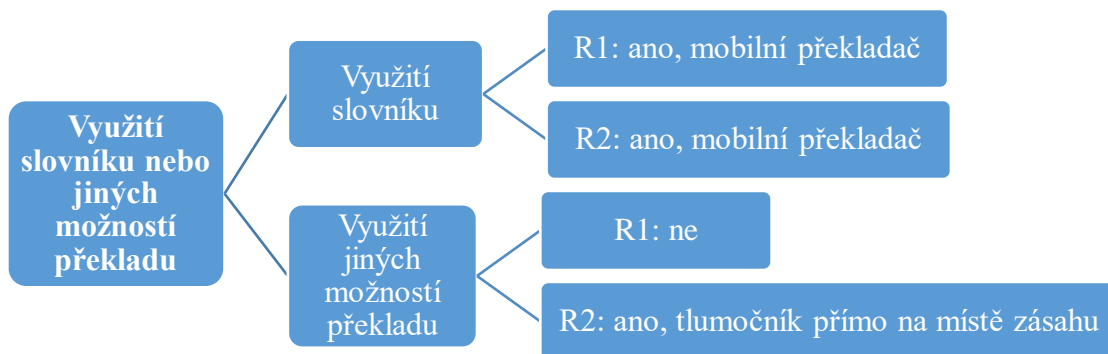 Využití
slovníku nebo
jiných
možností
překladu
Využití
slovníku
R1: ano, mobilní překladač
R2: ano, mobilní překladač
Využití
jiných
možností
překladu
R1: ne
R2: ano, tlumočník přímo na místě zásahu